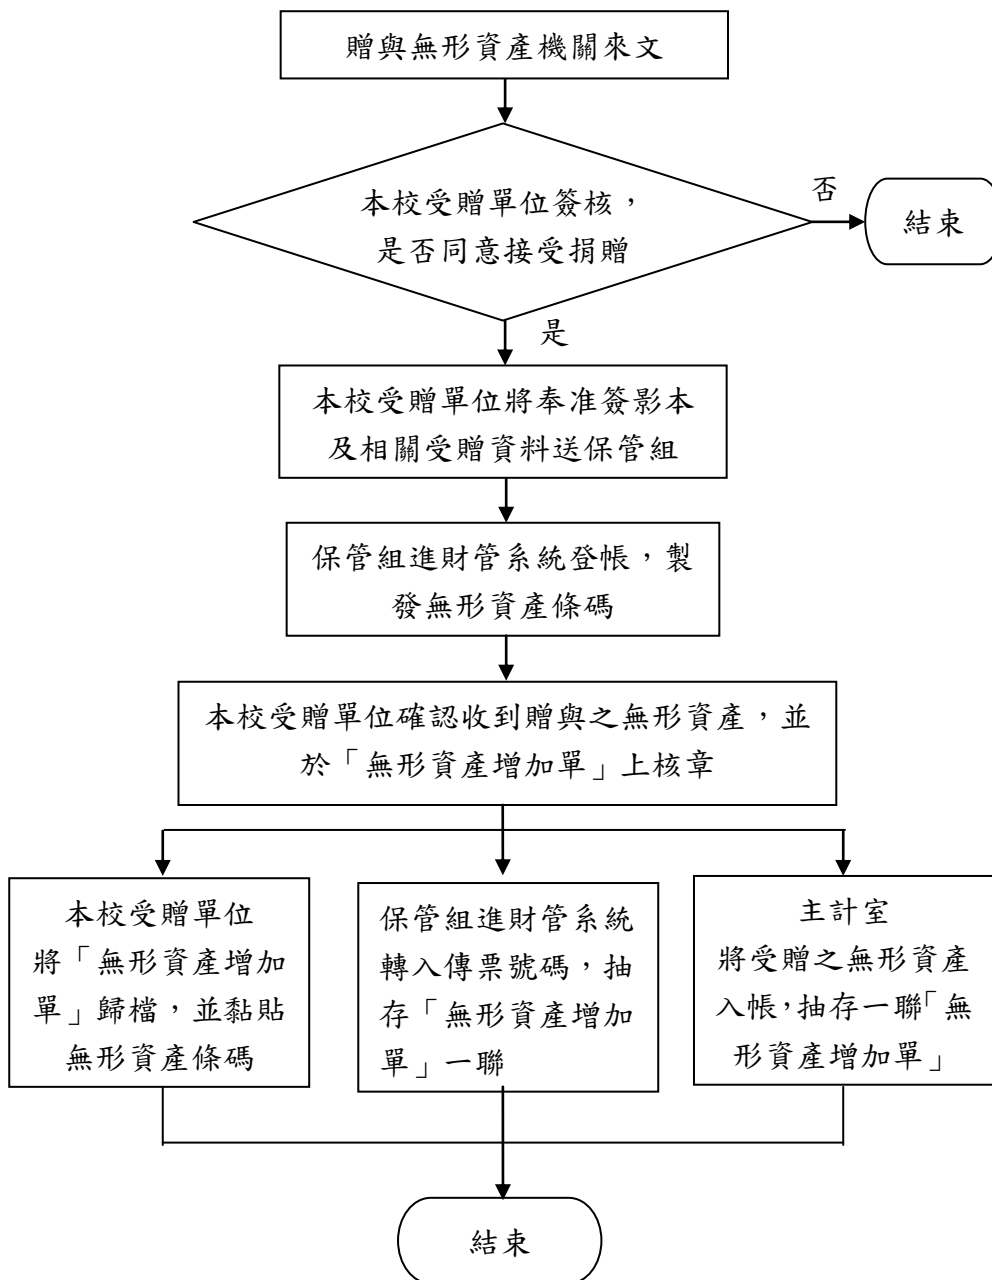 贈與無形資產機關來文
本校受贈單位簽核，
是否同意接受捐贈
否
結束
是
本校受贈單位將奉准簽影本
及相關受贈資料送保管組
保管組進財管系統登帳，製
發無形資產條碼
本校受贈單位確認收到贈與之無形資產，並
於「無形資產增加單」上核章
本校受贈單位
將「無形資產增加
單」歸檔，並黏貼
無形資產條碼
保管組進財管系統
轉入傳票號碼，抽
存「無形資產增加
單」一聯
主計室
將受贈之無形資產
入帳，抽存一聯「無
形資產增加單」
結束